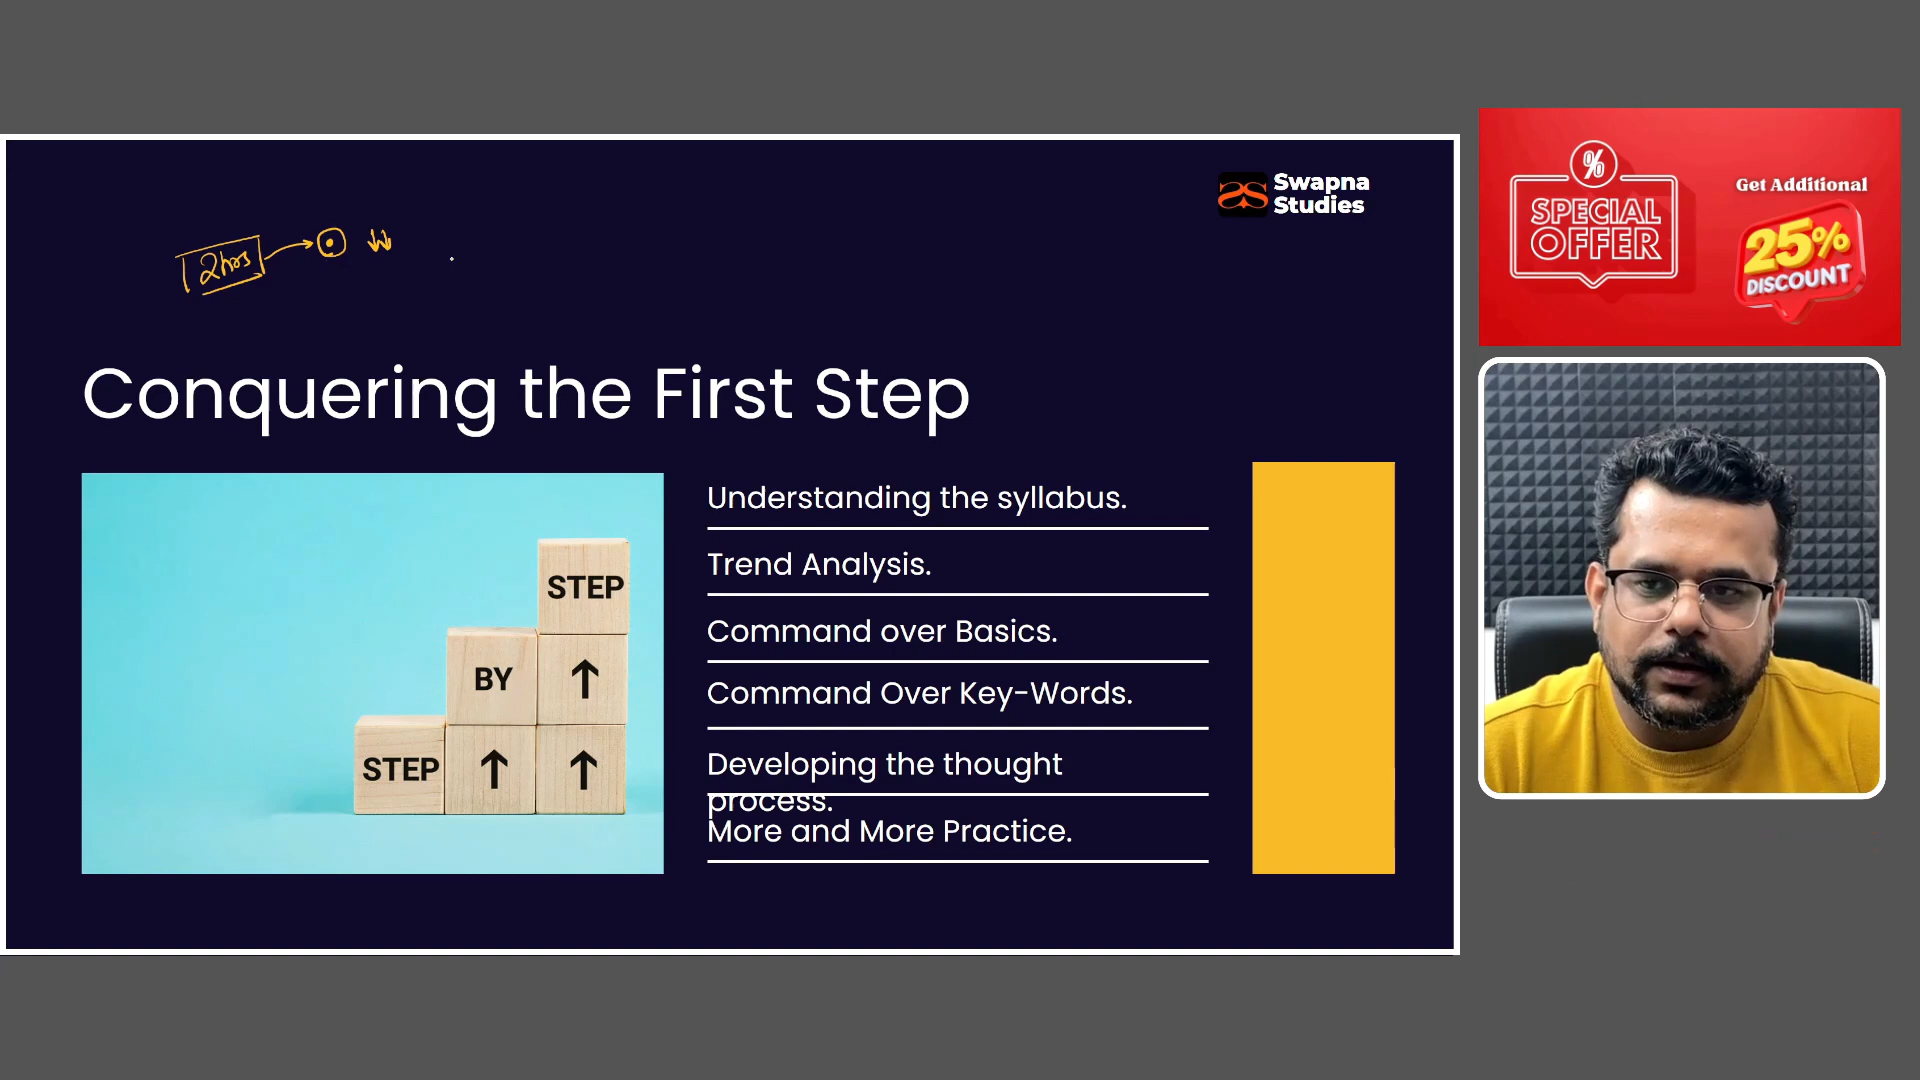 Swapna
Studies
2hrs
Conquering the First Step
STEP
BY
STEP
Understanding the syllabus.
Trend Analysis.
Command over Basics.
Command Over Key-Words.
Developing the thought
process.
More and More Practice.
%
SPECIAL
OFFER
Get Additional
25%
DISCOUNT